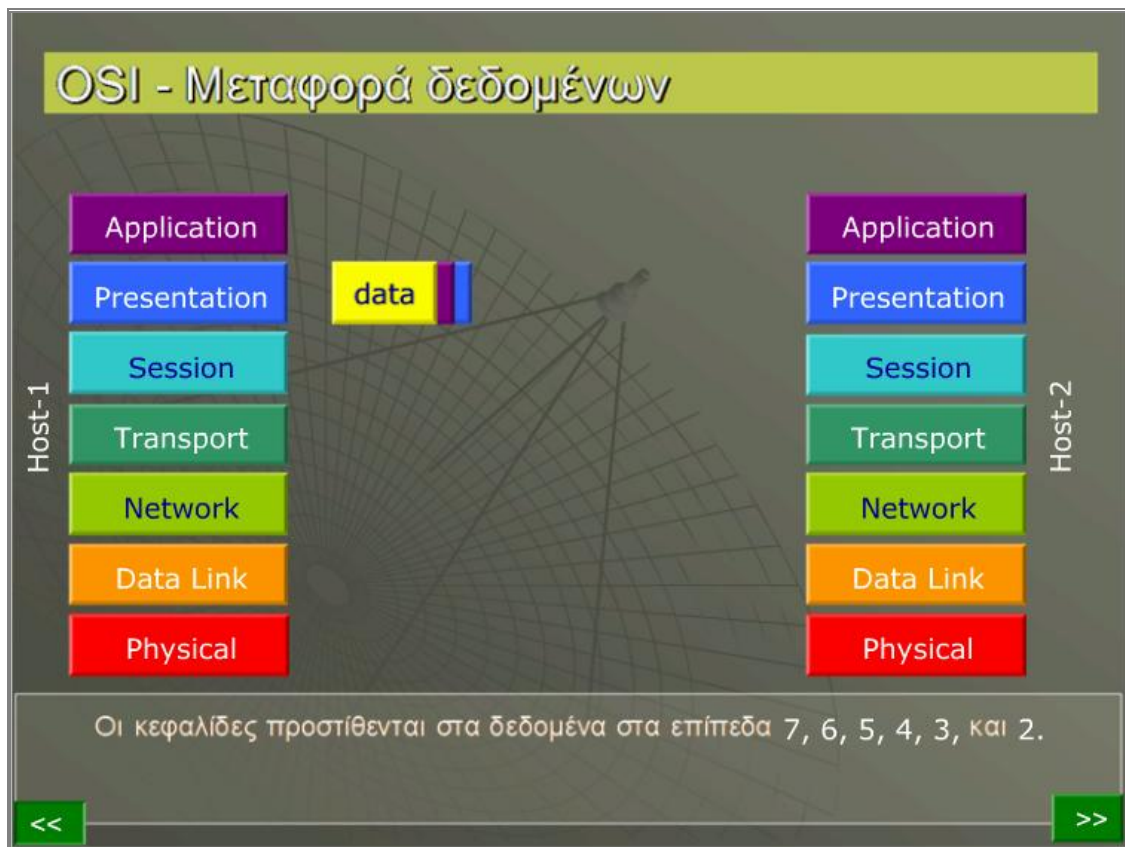 OSI - Μεταφορά δεδομένων
Application
Presentation
Session
Transport
Network
Data Link
Physical
Host-1
data
Application
Presentation
Session
Transport
Network
Data Link
Physical
Host-2
Οι κεφαλίδες προστίθενται στα δεδομένα στα επίπεδα 7, 6, 5, 4, 3, και 2.
<<
>>